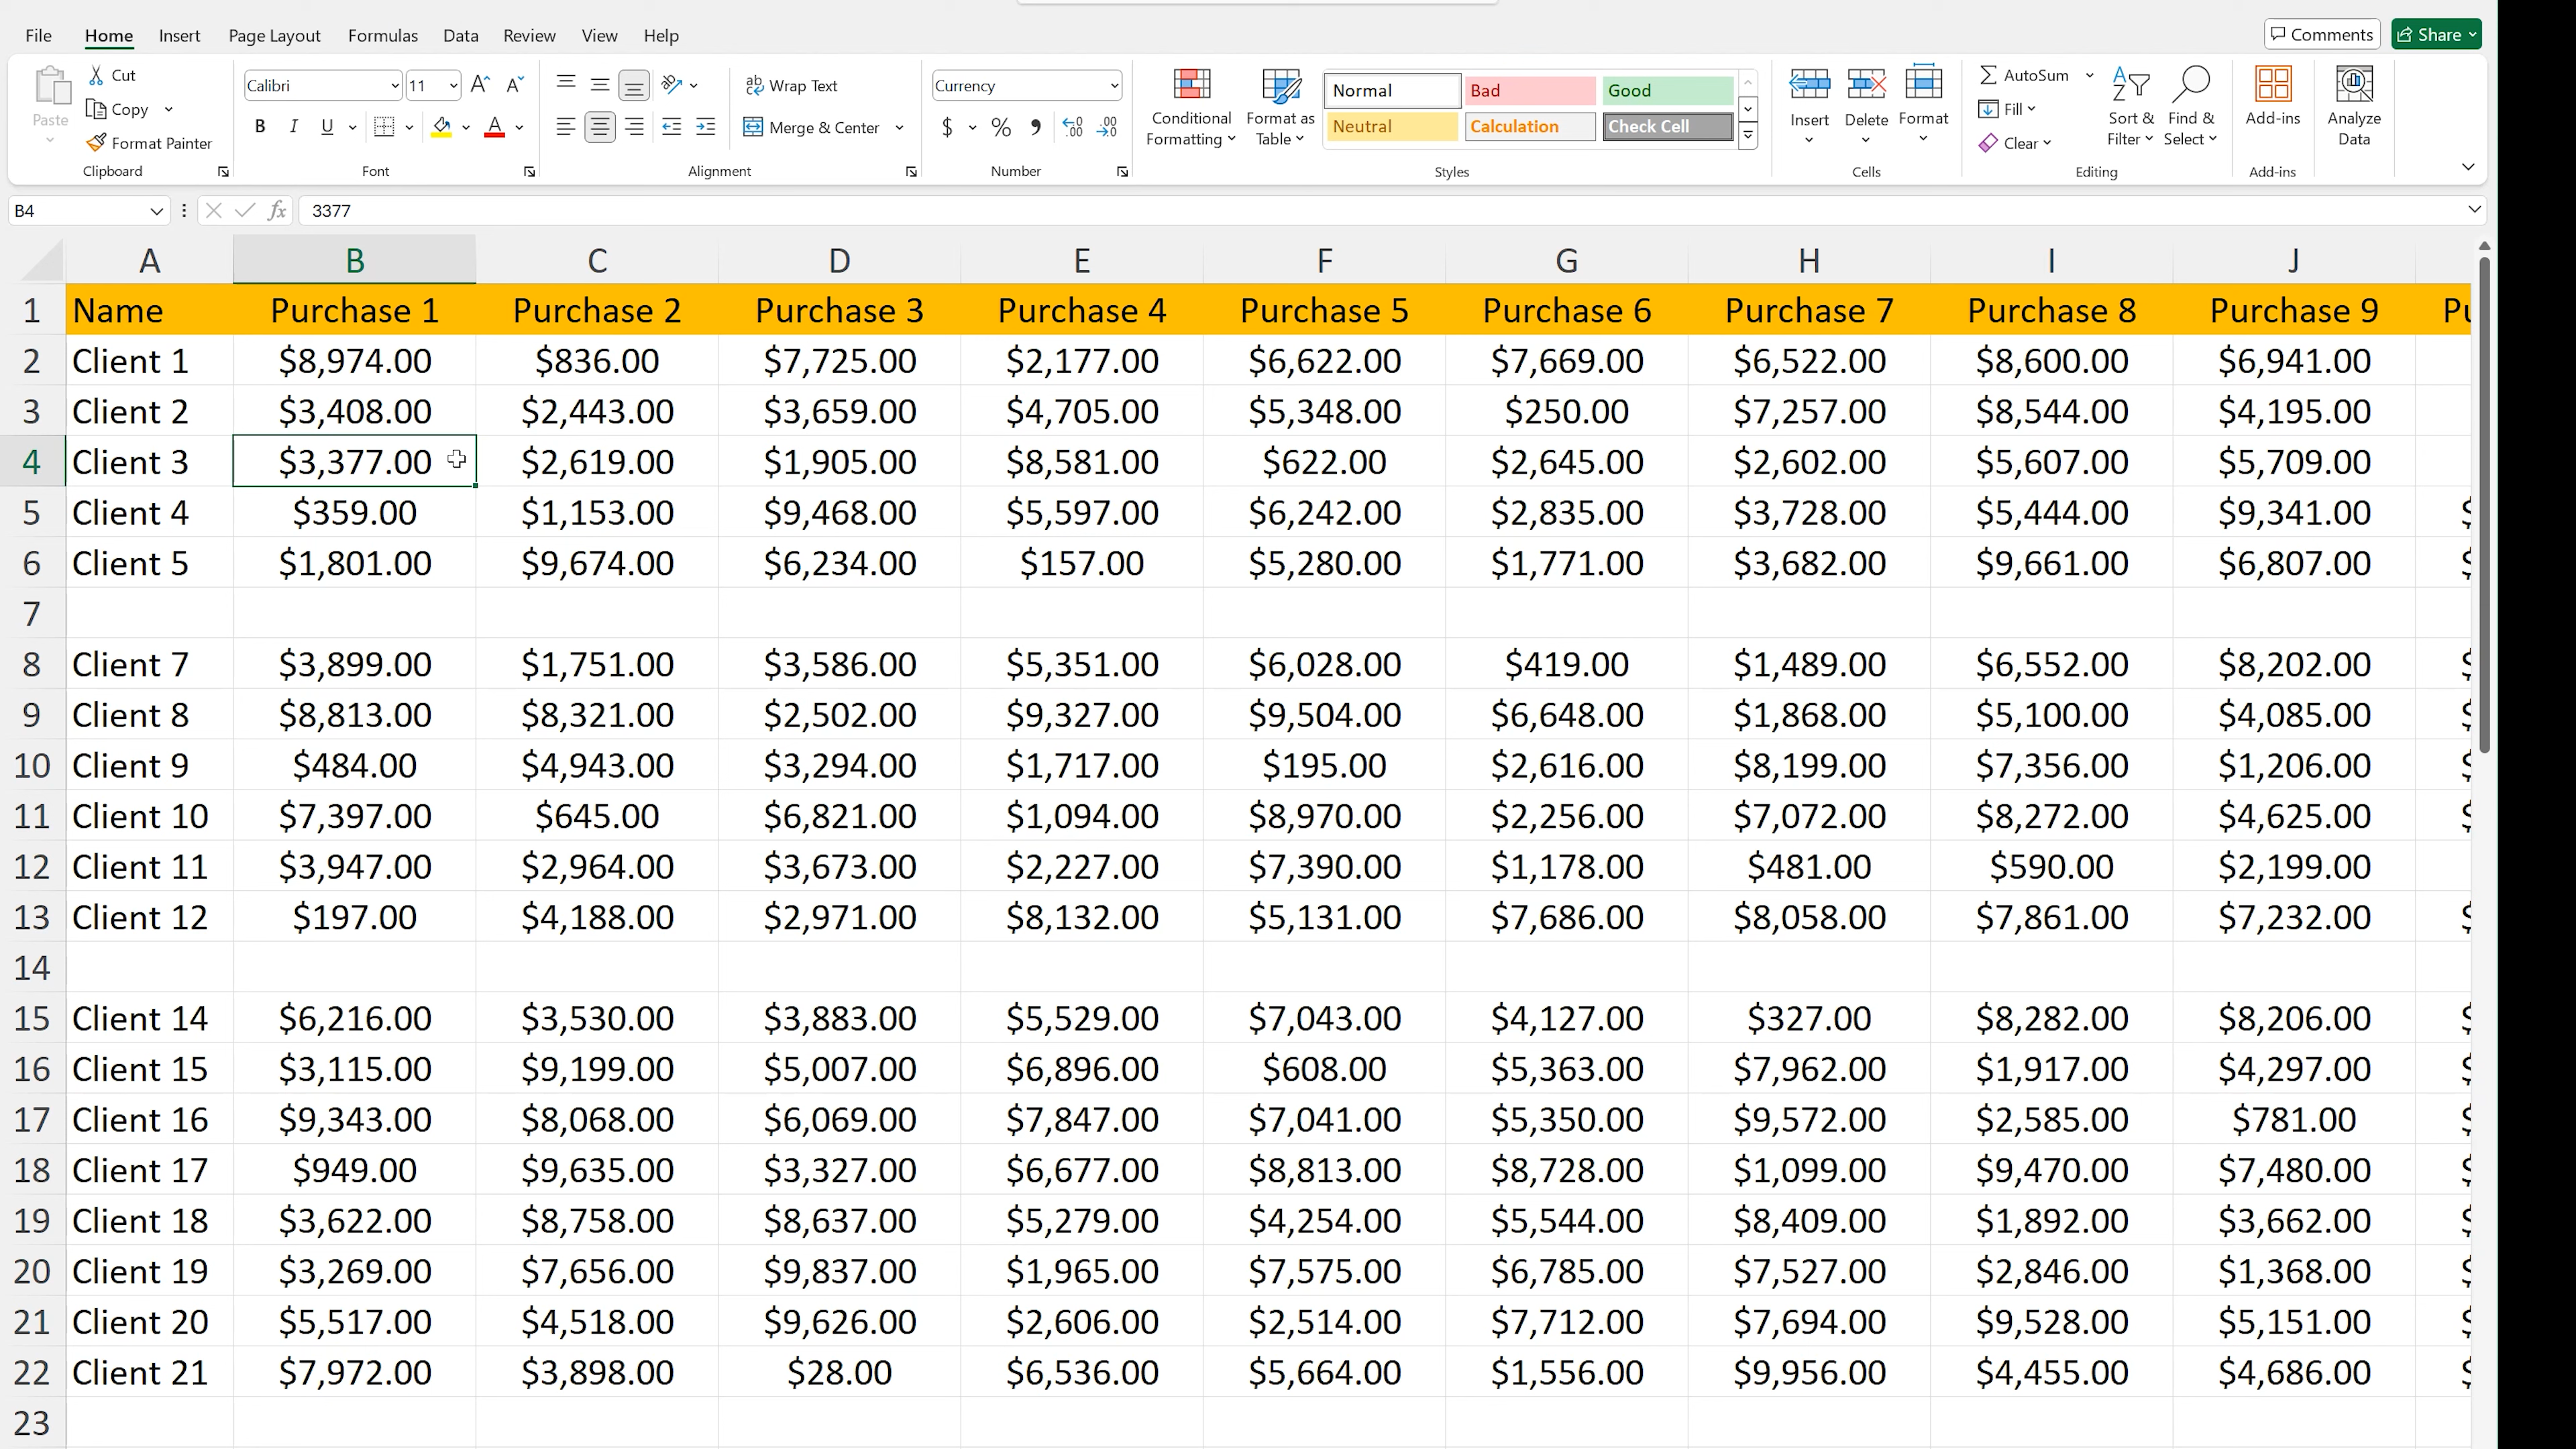 File Home Insert Page Layout Formulas Data Review View Help Comments Share
Paste Cut Copy Format Painter Clipboard
Calibri 11 B I U A Font
ab Wrap Text Merge & Center Alignment
Currency $ % Number
Conditional Formatting Format as Table Normal Bad Good Neutral Calculation Check Cell Styles
Insert Delete Format Cells
AutoSum Fill Clear Sort & Filter Find & Select Editing
Add-ins Add-ins
Analyze Data
B4 fx 3377
A B C D E F G H I J
1 Name Purchase 1 Purchase 2 Purchase 3 Purchase 4 Purchase 5 Purchase 6 Purchase 7 Purchase 8 Purchase 9
2 Client 1 $8,974.00 $836.00 $7,725.00 $2,177.00 $6,622.00 $7,669.00 $6,522.00 $8,600.00 $6,941.00
3 Client 2 $3,408.00 $2,443.00 $3,659.00 $4,705.00 $5,348.00 $250.00 $7,257.00 $8,544.00 $4,195.00
4 Client 3 $3,377.00 $2,619.00 $1,905.00 $8,581.00 $622.00 $2,645.00 $2,602.00 $5,607.00 $5,709.00
5 Client 4 $359.00 $1,153.00 $9,468.00 $5,597.00 $6,242.00 $2,835.00 $3,728.00 $5,444.00 $9,341.00
6 Client 5 $1,801.00 $9,674.00 $6,234.00 $157.00 $5,280.00 $1,771.00 $3,682.00 $9,661.00 $6,807.00
7
8 Client 7 $3,899.00 $1,751.00 $3,586.00 $5,351.00 $6,028.00 $419.00 $1,489.00 $6,552.00 $8,202.00
9 Client 8 $8,813.00 $8,321.00 $2,502.00 $9,327.00 $9,504.00 $6,648.00 $1,868.00 $5,100.00 $4,085.00
10 Client 9 $484.00 $4,943.00 $3,294.00 $1,717.00 $195.00 $2,616.00 $8,199.00 $7,356.00 $1,206.00
11 Client 10 $7,397.00 $645.00 $6,821.00 $1,094.00 $8,970.00 $2,256.00 $7,072.00 $8,272.00 $4,625.00
12 Client 11 $3,947.00 $2,964.00 $3,673.00 $2,227.00 $7,390.00 $1,178.00 $481.00 $590.00 $2,199.00
13 Client 12 $197.00 $4,188.00 $2,971.00 $8,132.00 $5,131.00 $7,686.00 $8,058.00 $7,861.00 $7,232.00
14
15 Client 14 $6,216.00 $3,530.00 $3,883.00 $5,529.00 $7,043.00 $4,127.00 $327.00 $8,282.00 $8,206.00
16 Client 15 $3,115.00 $9,199.00 $5,007.00 $6,896.00 $608.00 $5,363.00 $7,962.00 $1,917.00 $4,297.00
17 Client 16 $9,343.00 $8,068.00 $6,069.00 $7,847.00 $7,041.00 $5,350.00 $9,572.00 $2,585.00 $781.00
18 Client 17 $949.00 $9,635.00 $3,327.00 $6,677.00 $8,813.00 $8,728.00 $1,099.00 $9,470.00 $7,480.00
19 Client 18 $3,622.00 $8,758.00 $8,637.00 $5,279.00 $4,254.00 $5,544.00 $8,409.00 $1,892.00 $3,662.00
20 Client 19 $3,269.00 $7,656.00 $9,837.00 $1,965.00 $7,575.00 $6,785.00 $7,527.00 $2,846.00 $1,368.00
21 Client 20 $5,517.00 $4,518.00 $9,626.00 $2,606.00 $2,514.00 $7,712.00 $7,694.00 $9,528.00 $5,151.00
22 Client 21 $7,972.00 $3,898.00 $28.00 $6,536.00 $5,664.00 $1,556.00 $9,956.00 $4,455.00 $4,686.00
23